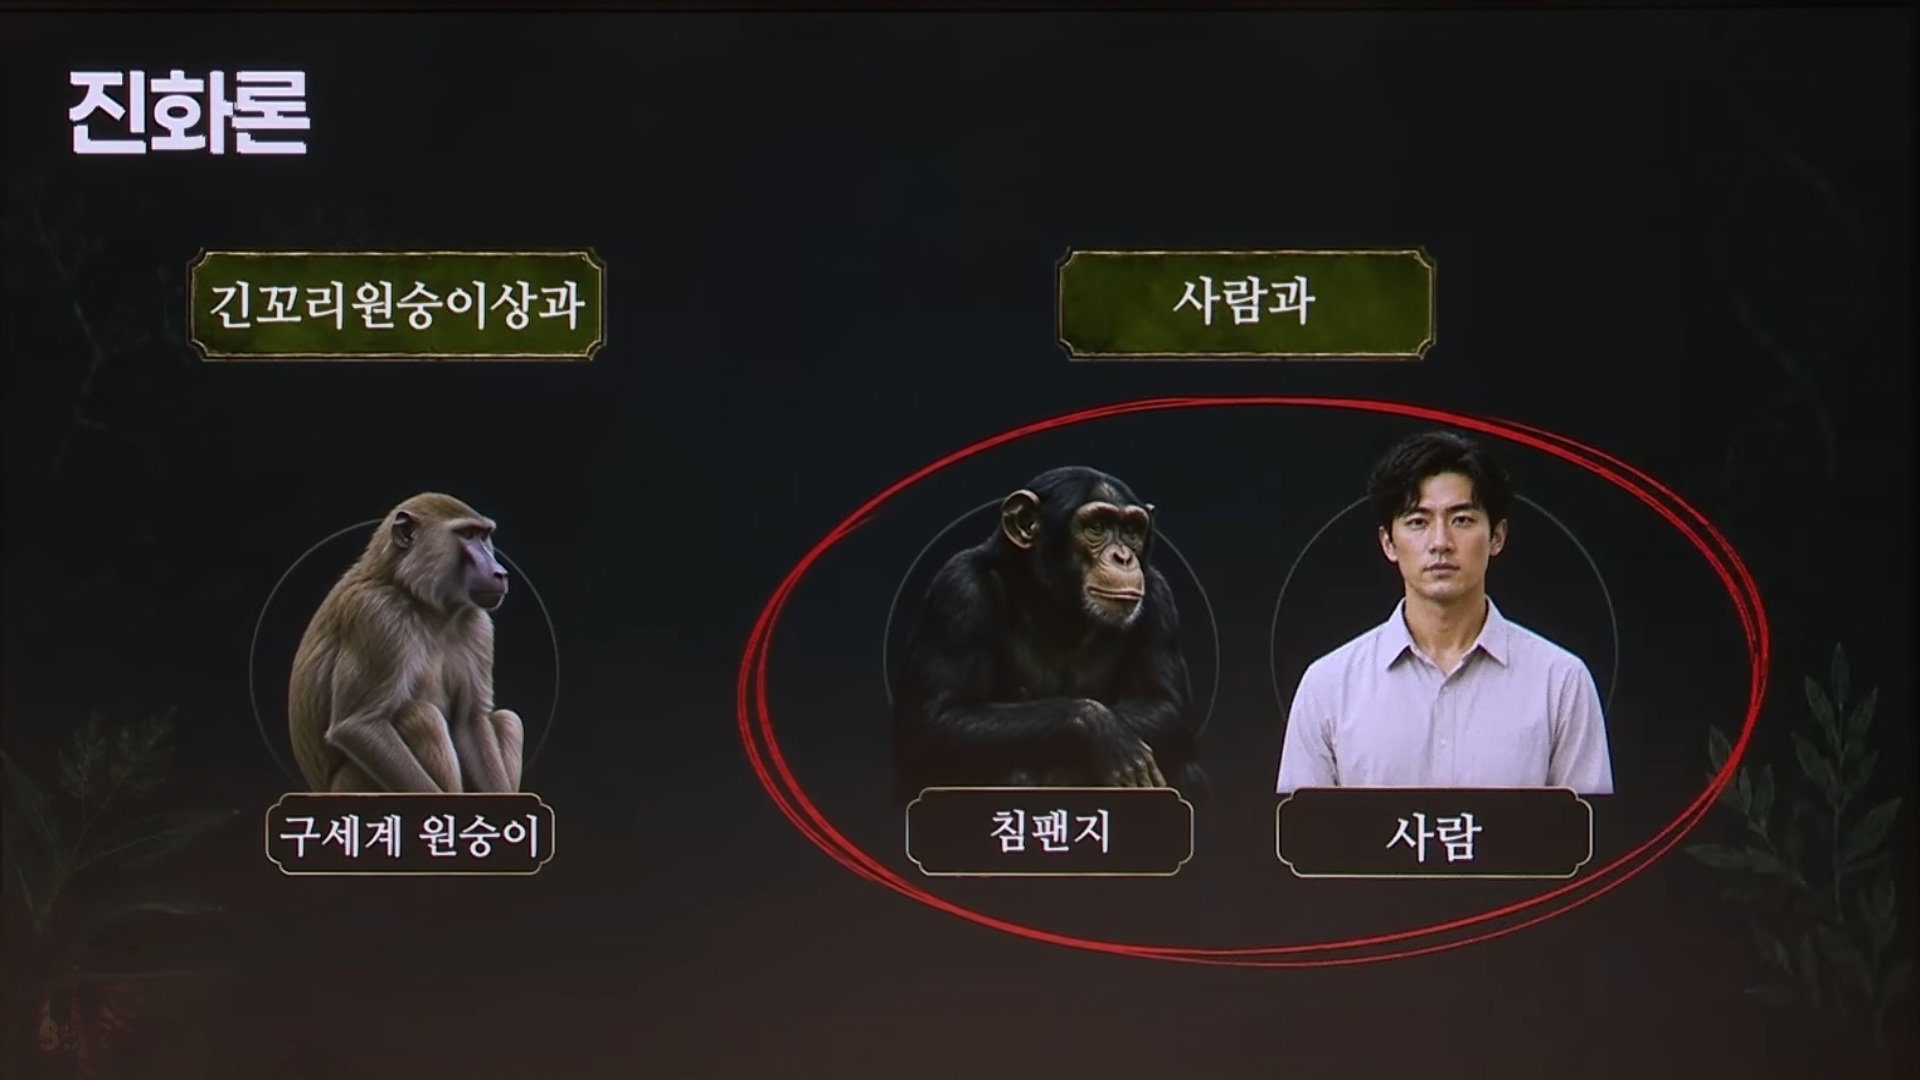 진화론
긴꼬리원숭이상과
사람과
구세계 원숭이
침팬지
사람